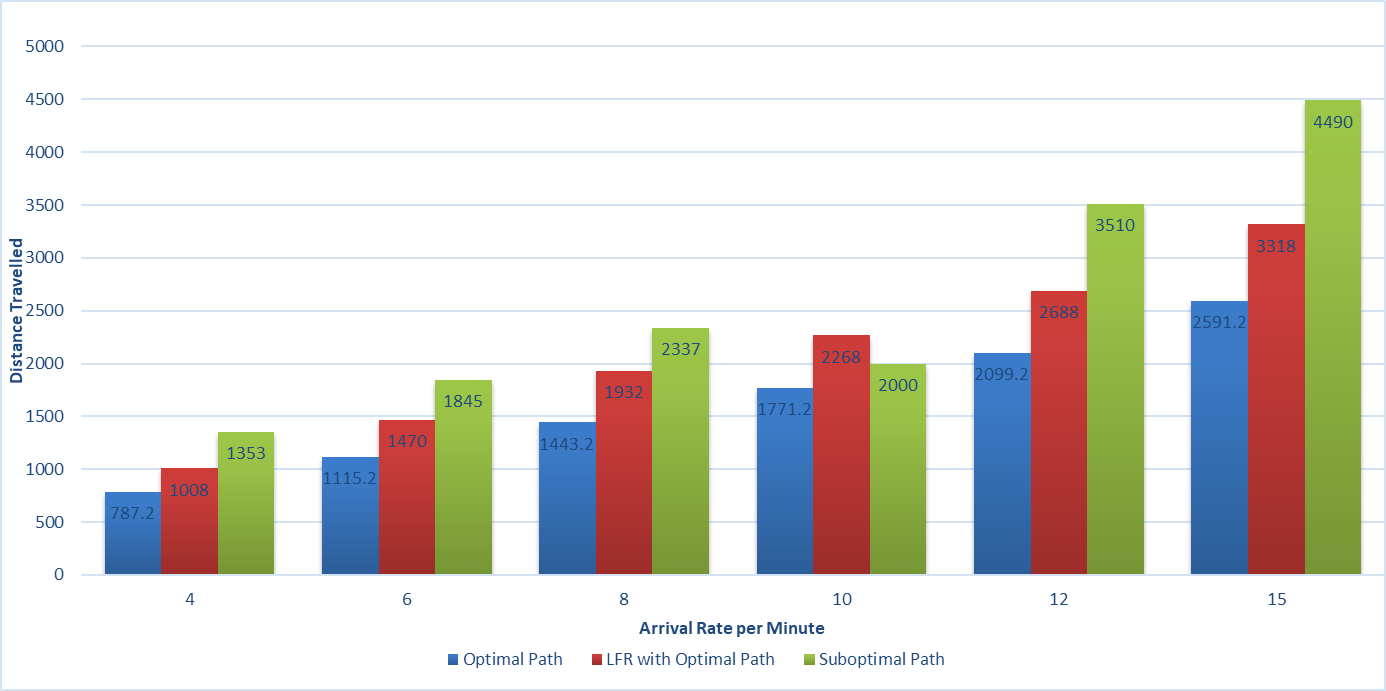 5000
4500
4000
3500
3000
2500
2000
1500
1000
500
0
Distance Travelled
787.2 1008 1353
1115.2 1470 1845
1443.2 1932 2337
1771.2 2268 2000
2099.2 2688 3510
2591.2 3318 4490
4 6 8 10 12 15
Arrival Rate per Minute
Optimal Path LFR with Optimal Path Suboptimal Path